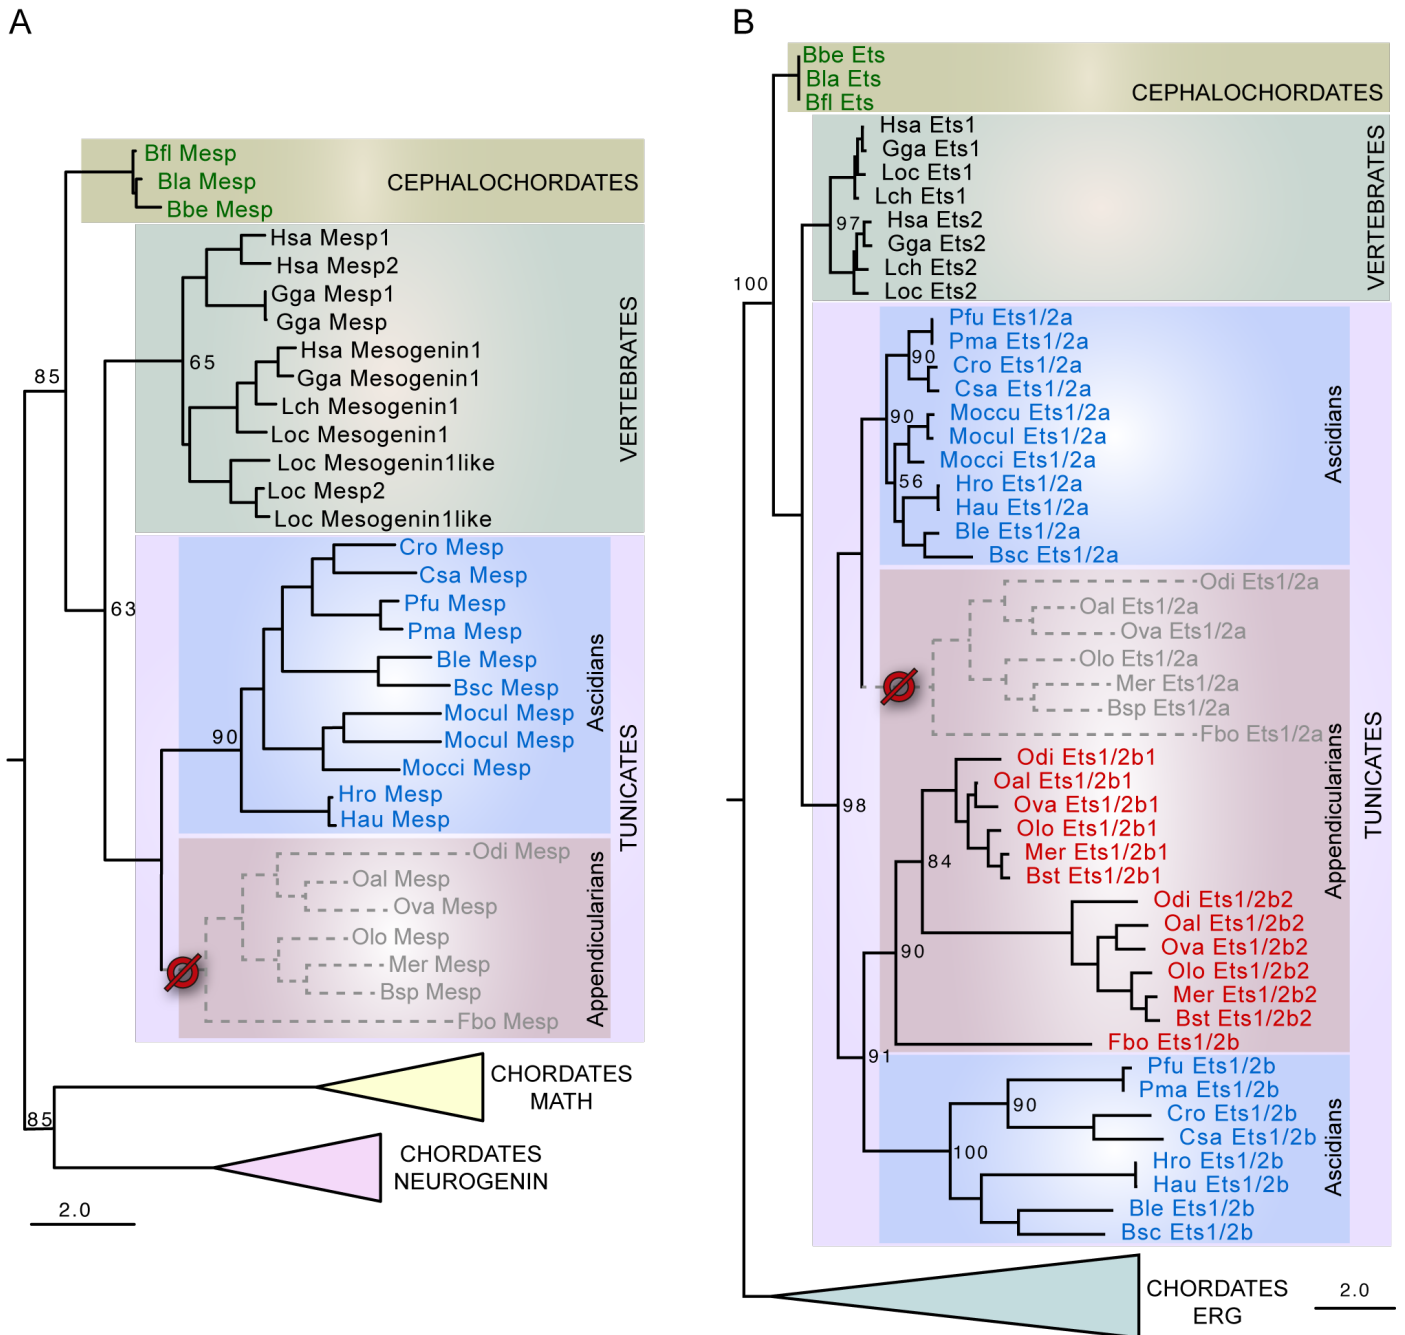 A
Bfl Mesp
Bla Mesp
Bbe Mesp
CEPHALOCHORDATES
Hsa Mesp1
Hsa Mesp2
Gga Mesp1
Gga Mesp
Hsa Mesogenin1
Gga Mesogenin1
Lch Mesogenin1
Loc Mesogenin1
Loc Mesogenin1like
Loc Mesp2
Loc Mesogenin1like
VERTEBRATES
65
85
63
Cro Mesp
Csa Mesp
Pfu Mesp
Pma Mesp
Ble Mesp
Bsc Mesp
Mocul Mesp
Mocul Mesp
Mocci Mesp
Hro Mesp
Hau Mesp
90
Ascidians
TUNICATES
Odi Mesp
Oal Mesp
Ova Mesp
Olo Mesp
Mer Mesp
Bsp Mesp
Fbo Mesp
Appendicularians
CHORDATES
MATH
85
CHORDATES
NEUROGENIN
2.0
B
Bbe Ets
Bla Ets
Bfl Ets
CEPHALOCHORDATES
Hsa Ets1
Gga Ets1
Loc Ets1
Lch Ets1
Hsa Ets2
Gga Ets2
Lch Ets2
Loc Ets2
97
VERTEBRATES
100
Pfu Ets1/2a
Pma Ets1/2a
Cro Ets1/2a
Csa Ets1/2a
Moccu Ets1/2a
Mocul Ets1/2a
Mocci Ets1/2a
Hro Ets1/2a
Hau Ets1/2a
Ble Ets1/2a
Bsc Ets1/2a
90
90
56
Ascidians
Odi Ets1/2a
Oal Ets1/2a
Ova Ets1/2a
Olo Ets1/2a
Mer Ets1/2a
Bsp Ets1/2a
Fbo Ets1/2a
Odi Ets1/2b1
Oal Ets1/2b1
Ova Ets1/2b1
Olo Ets1/2b1
Mer Ets1/2b1
Bst Ets1/2b1
Odi Ets1/2b2
Oal Ets1/2b2
Ova Ets1/2b2
Olo Ets1/2b2
Mer Ets1/2b2
Bst Ets1/2b2
Fbo Ets1/2b
98
84
90
91
Appendicularians
TUNICATES
Pfu Ets1/2b
Pma Ets1/2b
Cro Ets1/2b
Csa Ets1/2b
Hro Ets1/2b
Hau Ets1/2b
Ble Ets1/2b
Bsc Ets1/2b
90
100
Ascidians
CHORDATES
ERG
2.0